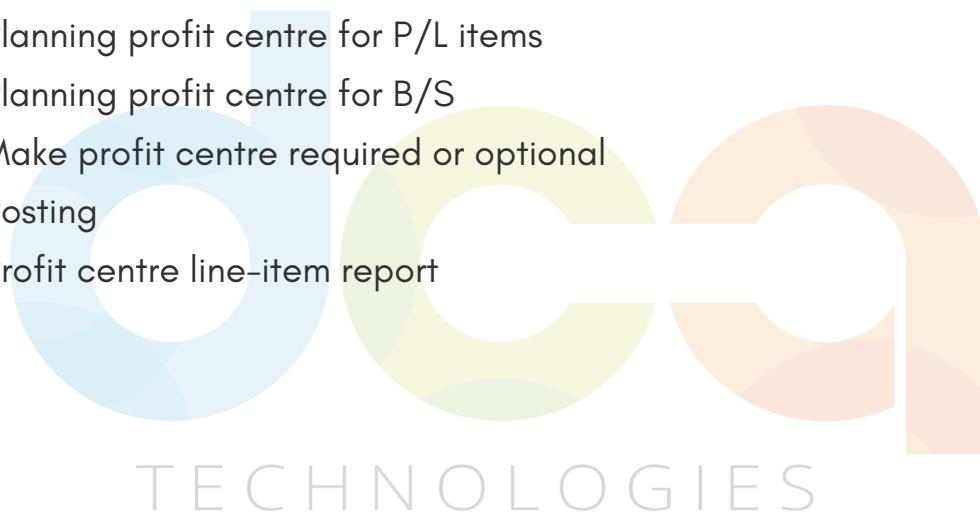 lanning profit centre for P/L items
lanning profit centre for B/S
Make profit centre required or optional
osting
rofit centre line-item report
dcq
TECHNOLOGIES